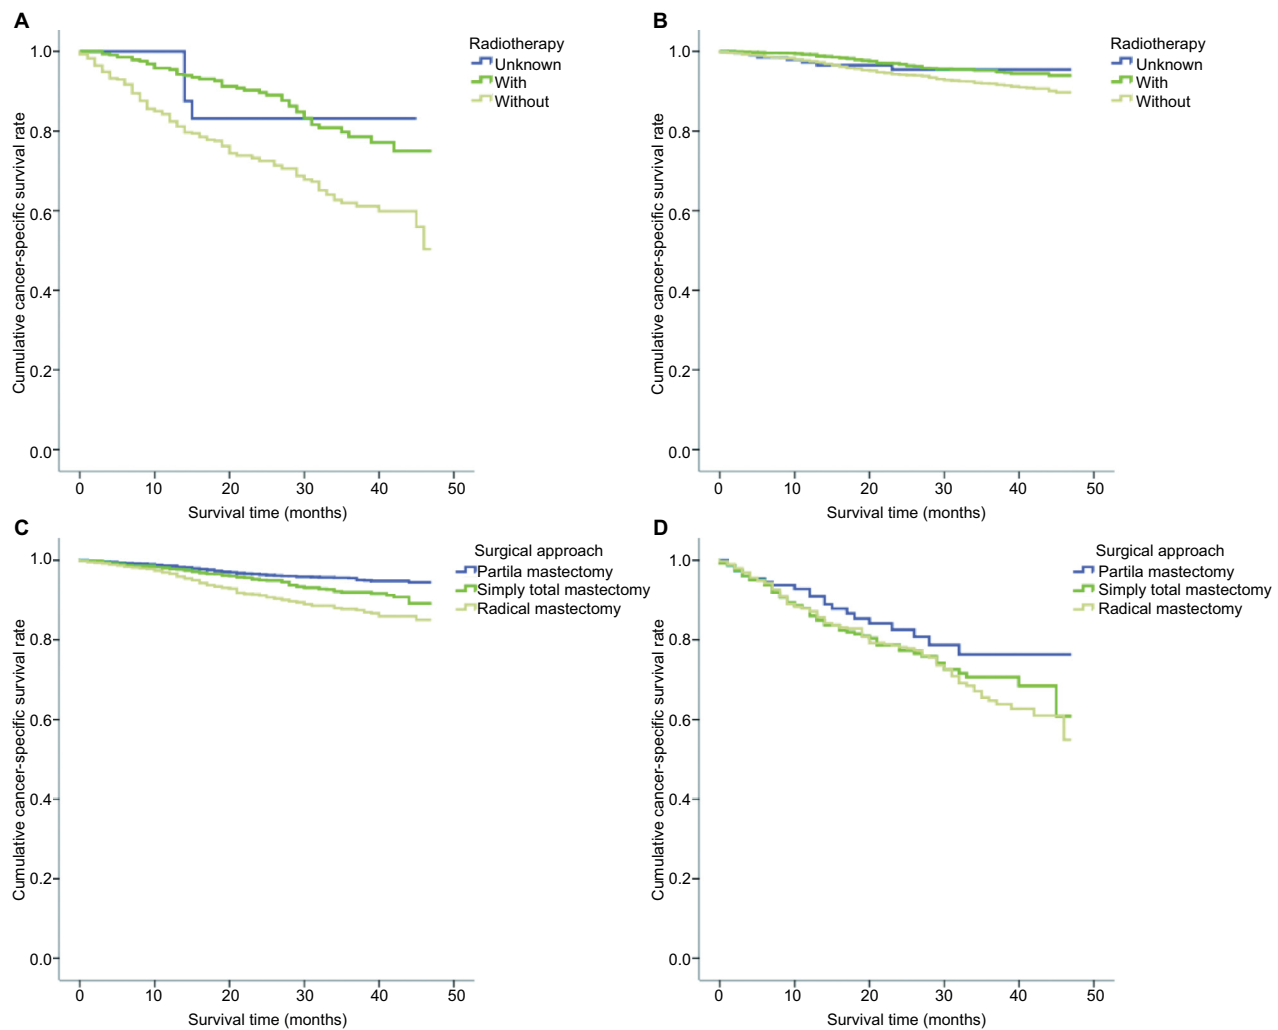 A
Cumulative cancer-specific survival rate
1.0
0.8
0.6
0.4
0.2
0.0
0 10 20 30 40 50
Survival time (months)
Radiotherapy
Unknown
With
Without
B
Cumulative cancer-specific survival rate
1.0
0.8
0.6
0.4
0.2
0.0
0 10 20 30 40 50
Survival time (months)
Radiotherapy
Unknown
With
Without
C
Cumulative cancer-specific survival rate
1.0
0.8
0.6
0.4
0.2
0.0
0 10 20 30 40 50
Survival time (months)
Surgical approach
Partila mastectomy
Simply total mastectomy
Radical mastectomy
D
Cumulative cancer-specific survival rate
1.0
0.8
0.6
0.4
0.2
0.0
0 10 20 30 40 50
Survival time (months)
Surgical approach
Partila mastectomy
Simply total mastectomy
Radical mastectomy